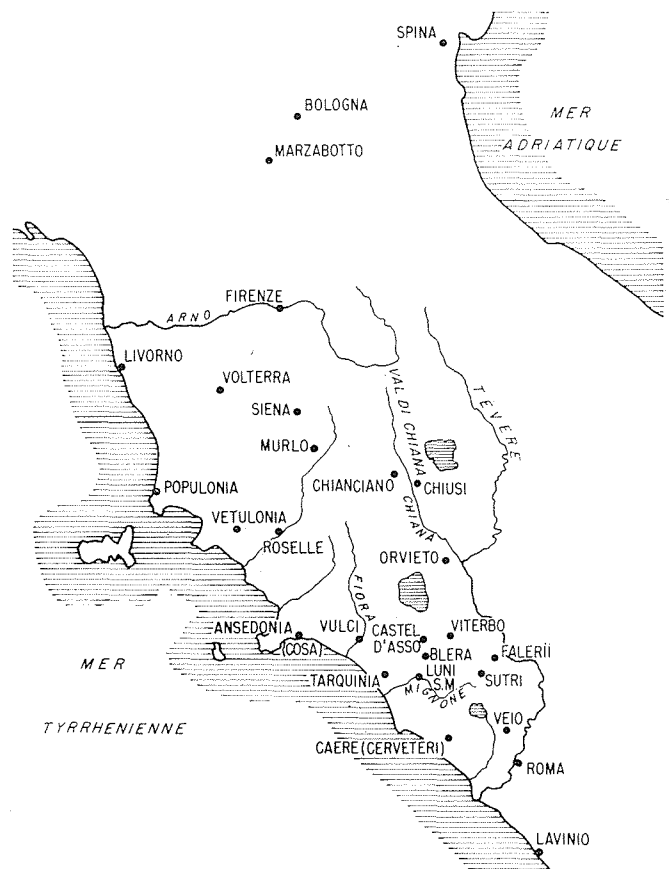 SPINA
BOLOGNA
MER
ADRIATIQUE
MARZABOTTO
FIRENZE
ARNO
LIVORNO
VOLTERRA
VAL DI CHIANA
TEVERE
SIENA
MURLO
POPULONIA
CHIANCIANO
CHIUSI
CHIANA
VETULONIA
ROSELLE
ORVIETO
FIORA
ANSEDONIA
(COSA)
VULCI
CASTEL
D'ASSO
VITERBO
BLERA
FALERII
MER
TYRRHENIENNE
TARQUINIA
LUNI
S.M.
SUTRI
MIGNONE
VEIO
CAERE (CERVETERI)
ROMA
LAVINIO